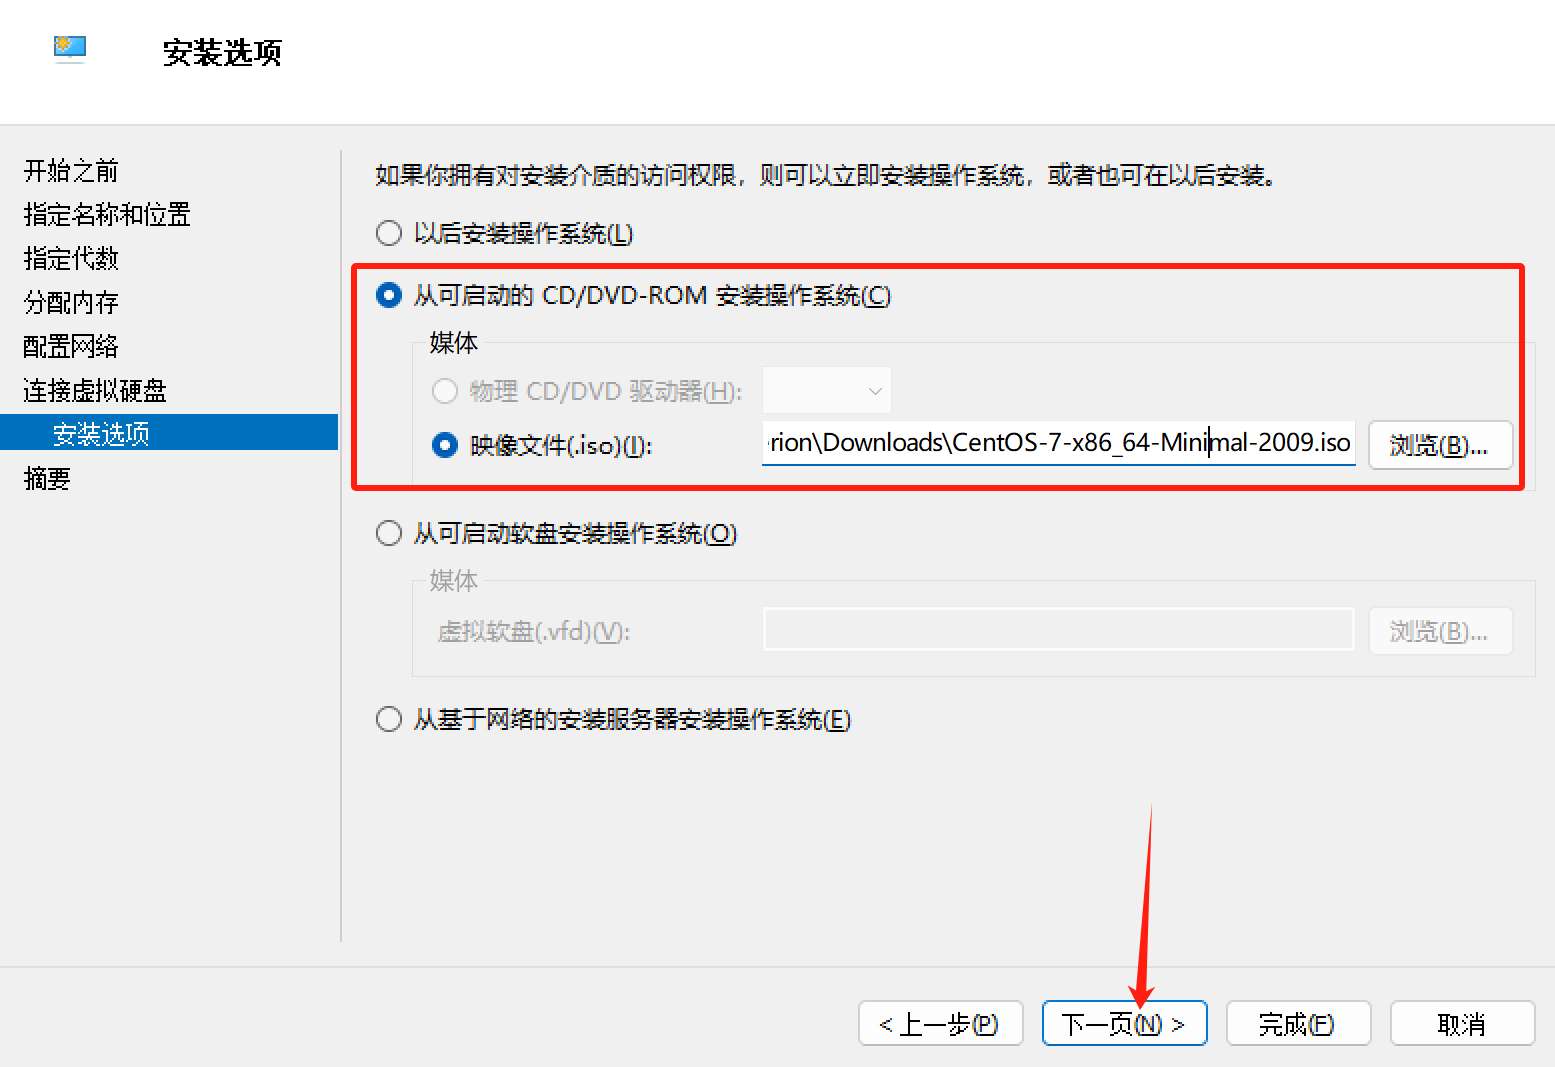 安装选项
开始之前
指定名称和位置
指定代数
分配内存
配置网络
连接虚拟硬盘
安装选项
摘要
如果你拥有对安装介质的访问权限，则可以立即安装操作系统，或者也可在以后安装。
以后安装操作系统(L)
从可启动的 CD/DVD-ROM 安装操作系统(C)
媒体
物理 CD/DVD 驱动器(H):
映像文件(.iso)(I): rion\Downloads\CentOS-7-x86_64-Minimal-2009.iso 浏览(B)...
从可启动软盘安装操作系统(O)
媒体
虚拟软盘(.vfd)(V): 浏览(B)...
从基于网络的安装服务器安装操作系统(E)
< 上一步(P) 下一页(N) > 完成(F) 取消